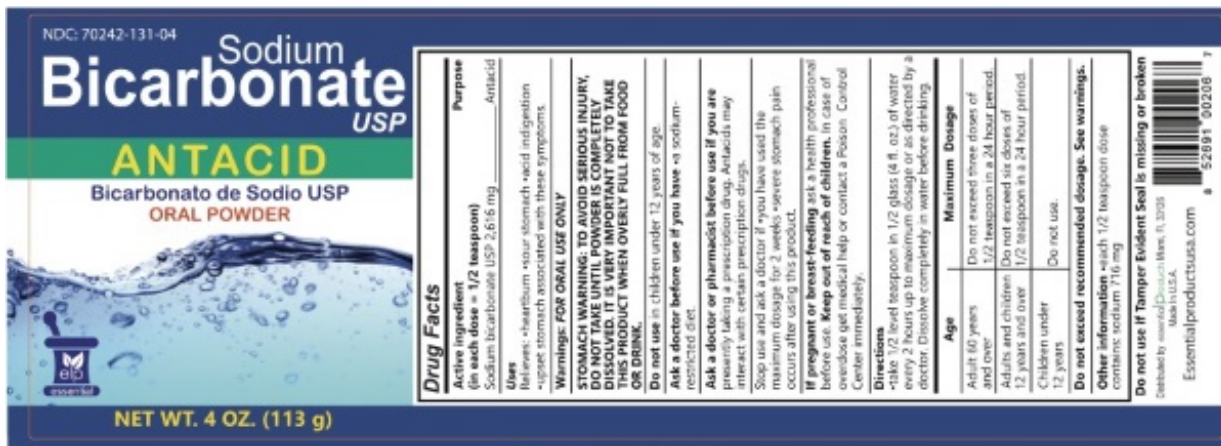 NDC: 70242-131-04
Sodium
Bicarbonate
USP
ANTACID
Bicarbonato de Sodio USP
ORAL POWDER
elp
essential
NET WT. 4 OZ. (113 g)
Drug Facts
Active ingredient Purpose
(in each dose = 1/2 teaspoon)
Sodium bicarbonate USP 2,616 mg Antacid
Uses
Relieves: •heartburn •sour stomach •acid indigestion
•upset stomach associated with these symptoms.
Warnings: FOR ORAL USE ONLY
STOMACH WARNING: TO AVOID SERIOUS INJURY,
DO NOT TAKE UNTIL POWDER IS COMPLETELY
DISSOLVED. IT IS VERY IMPORTANT NOT TO TAKE
THIS PRODUCT WHEN OVERLY FULL FROM FOOD
OR DRINK.
Do not use in children under 12 years of age.
Ask a doctor before use if you have •a sodium-
restricted diet.
Ask a doctor or pharmacist before use if you are
presently taking a prescription drug. Antacids may
interact with certain prescription drugs.
Stop use and ask a doctor if •you have used the
maximum dosage for 2 weeks •severe stomach pain
occurs after using this product.
If pregnant or breast-feeding ask a health professional
before use. Keep out of reach of children. In case of
overdose get medical help or contact a Poison Control
Center immediately.
Directions
•take 1/2 level teaspoon in 1/2 glass (4 fl. oz.) of water
every 2 hours up to maximum dosage or as directed by a
doctor. Dissolve completely in water before drinking.
Age Maximum Dosage
Adult 60 years Do not exceed three doses of
and over 1/2 teaspoon in a 24 hour period.
Adults and children Do not exceed six doses of
12 years and over 1/2 teaspoon in a 24 hour period.
Children under Do not use.
12 years
Do not exceed recommended dosage. See warnings.
Other information •each 1/2 teaspoon dose
contains: sodium 716 mg
Do not use if Tamper Evident Seal is missing or broken
Distributed by: essential Products Miami, Fl,
Made in U.S.A.
Essentialproductsusa.com
8 52691 00206 7